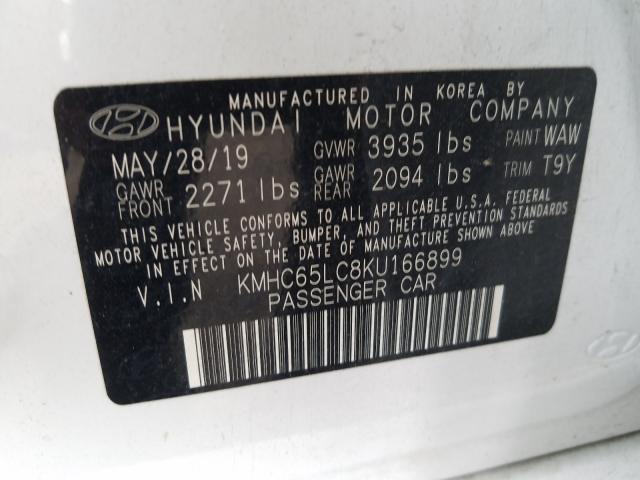 MANUFACTURED IN KOREA BY
HYUNDAI MOTOR COMPANY
MAY/28/19 GVWR 3935 lbs PAINT WAW
GAWR FRONT 2271 lbs GAWR REAR 2094 lbs TRIM T9Y
THIS VEHICLE CONFORMS TO ALL APPLICABLE U.S.A. FEDERAL
MOTOR VEHICLE SAFETY, BUMPER, AND THEFT PREVENTION STANDARDS
IN EFFECT ON THE DATE OF MANUFACTURE SHOWN ABOVE.
V.I.N KMHC65LC8KU166899
PASSENGER CAR